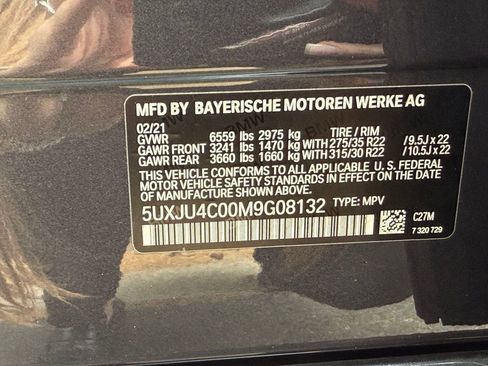 MFD BY BAYERISCHE MOTOREN WERKE AG
02/21
GVWR 6559 lbs 2975 kg TIRE / RIM
GAWR FRONT 3241 lbs 1470 kg WITH 275/35 R22 /9.5J x 22
GAWR REAR 3660 lbs 1660 kg WITH 315/30 R22 /10.5J x 22
THIS VEHICLE CONFORMS TO ALL APPLICABLE U. S. FEDERAL
MOTOR VEHICLE SAFETY STANDARDS IN EFFECT
ON THE DATE OF MANUFACTURE SHOWN ABOVE.
5UXJU4C00M9G08132 TYPE: MPV
C27M
7 320 729